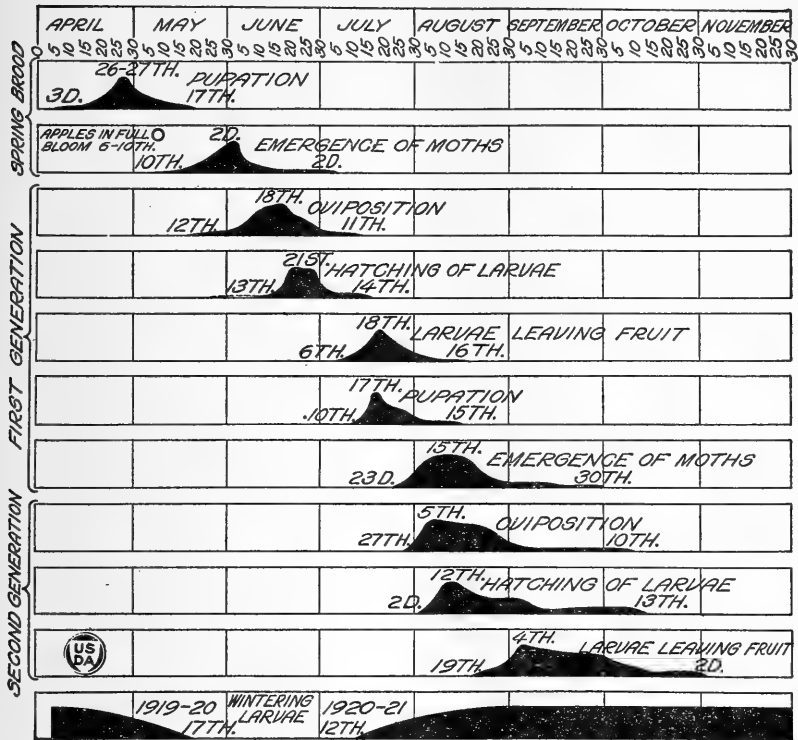 APRIL MAY JUNE JULY AUGUST SEPTEMBER OCTOBER NOVEMBER
0 5 10 15 20 25 30 5 10 15 20 25 30 5 10 15 20 25 30 5 10 15 20 25 30 5 10 15 20 25 30 5 10 15 20 25 30 5 10 15 20 25 30 5 10 15 20 25 30
SPRING BROOD
26-27TH. PUPATION
3D. 17TH.
APPLES IN FULL
BLOOM 6-10TH.
2D. EMERGENCE OF MOTHS
10TH. 2D.
FIRST GENERATION
18TH. OVIPOSITION
12TH. 11TH.
21ST. HATCHING OF LARVAE
13TH. 14TH.
18TH. LARVAE LEAVING FRUIT
6TH. 16TH.
17TH. PUPATION
10TH. 15TH.
15TH. EMERGENCE OF MOTHS
23D. 30TH.
SECOND GENERATION
5TH. OVIPOSITION
27TH. 10TH.
12TH. HATCHING OF LARVAE
2D. 13TH.
4TH. LARVAE LEAVING FRUIT
19TH. 2D.
US
DA
1919-20 WINTERING 1920-21
17TH. LARVAE 12TH.